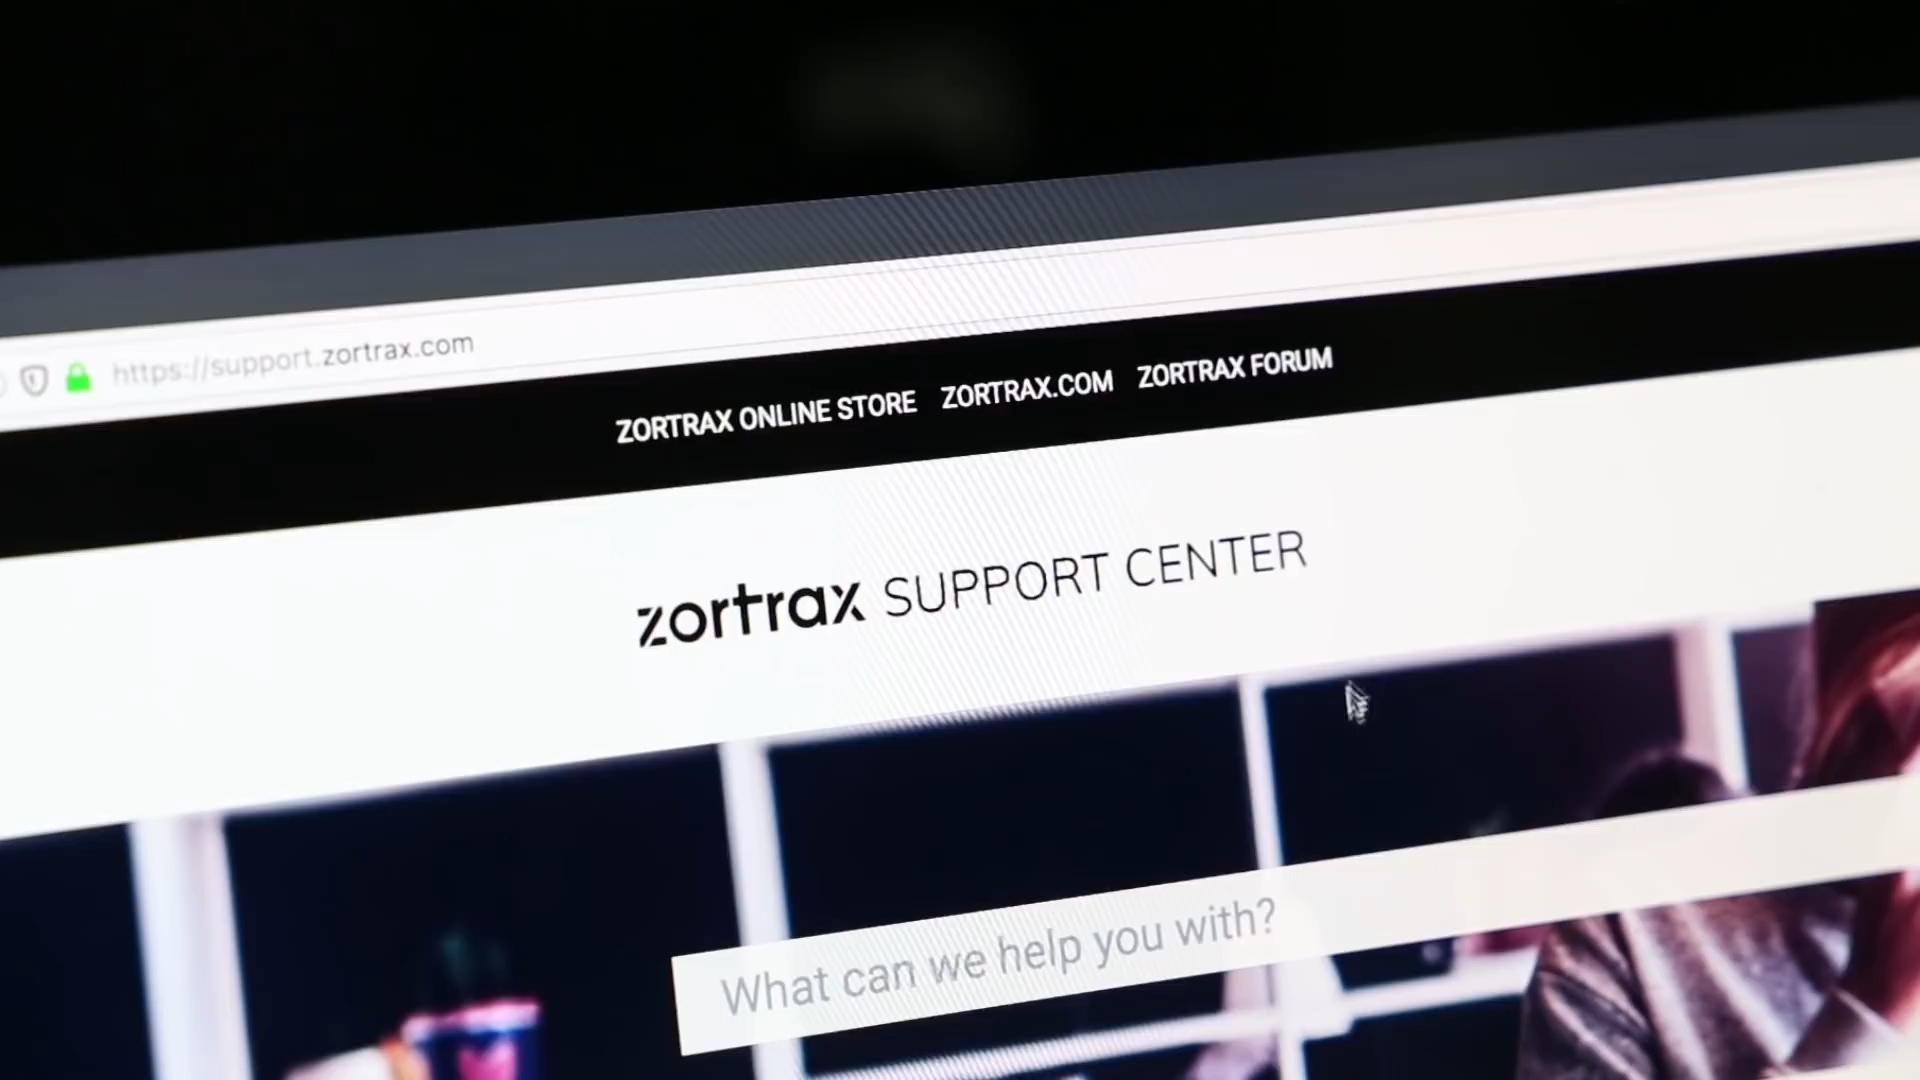 https://support.zortrax.com
ZORTRAX ONLINE STORE ZORTRAX.COM ZORTRAX FORUM
zortrax SUPPORT CENTER
What can we help you with?